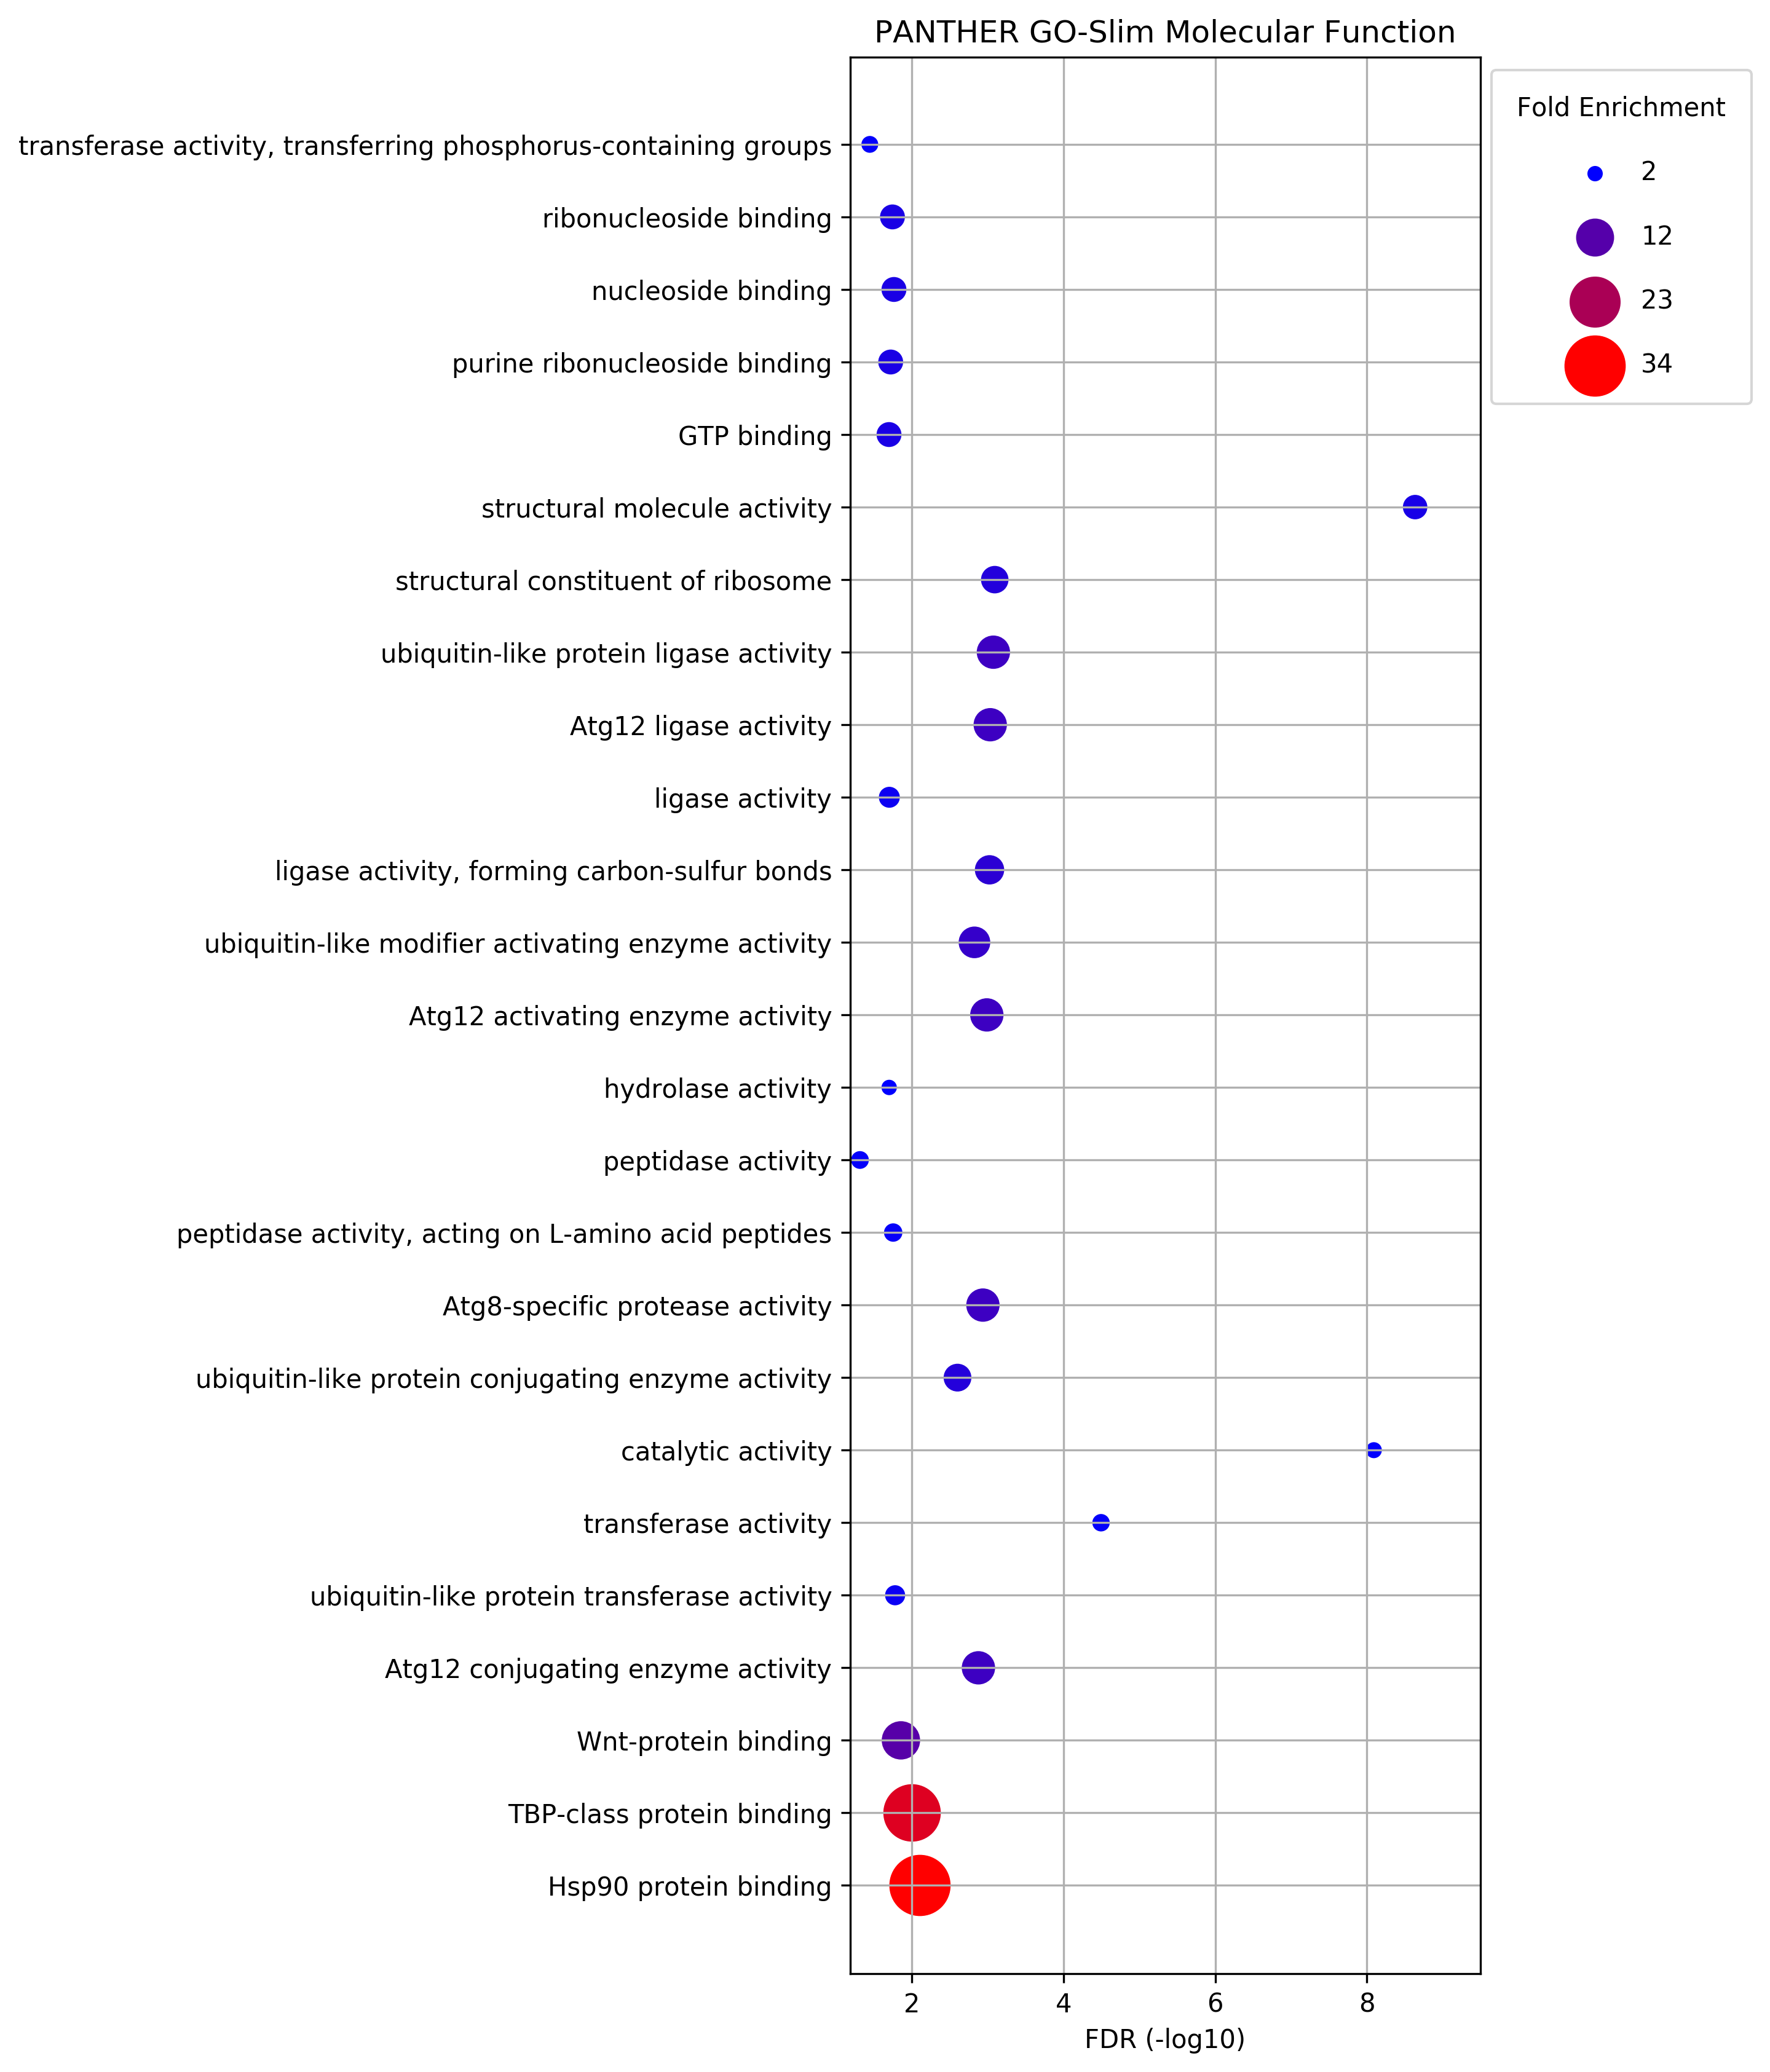 PANTHER GO-Slim Molecular Function
Fold Enrichment
2
12
23
34
transferase activity, transferring phosphorus-containing groups
ribonucleoside binding
nucleoside binding
purine ribonucleoside binding
GTP binding
structural molecule activity
structural constituent of ribosome
ubiquitin-like protein ligase activity
Atg12 ligase activity
ligase activity
ligase activity, forming carbon-sulfur bonds
ubiquitin-like modifier activating enzyme activity
Atg12 activating enzyme activity
hydrolase activity
peptidase activity
peptidase activity, acting on L-amino acid peptides
Atg8-specific protease activity
ubiquitin-like protein conjugating enzyme activity
catalytic activity
transferase activity
ubiquitin-like protein transferase activity
Atg12 conjugating enzyme activity
Wnt-protein binding
TBP-class protein binding
Hsp90 protein binding
2 4 6 8
FDR (-log10)